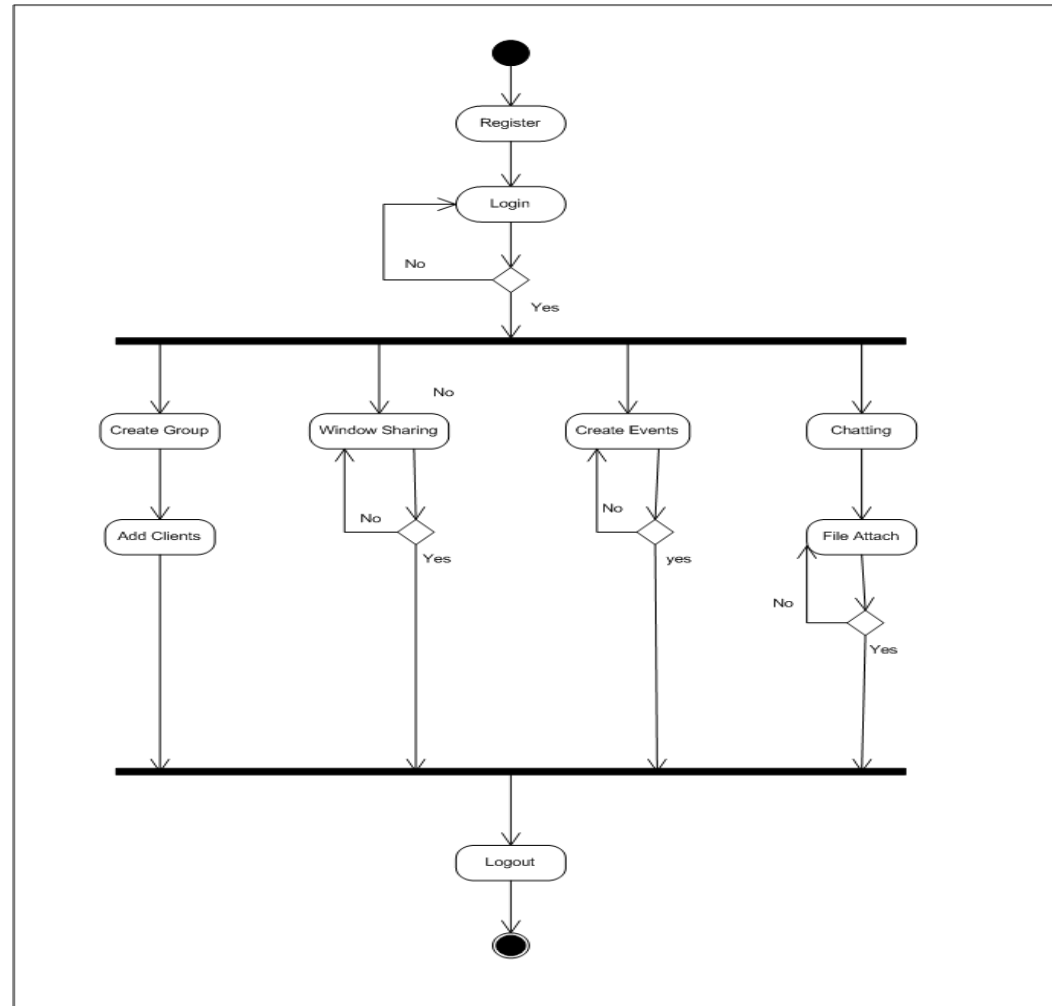 Register
Login
No
Yes
No
Create Group
Window Sharing
Create Events
Chatting
No
No
Add Clients
File Attach
Yes
yes
No
Yes
Logout